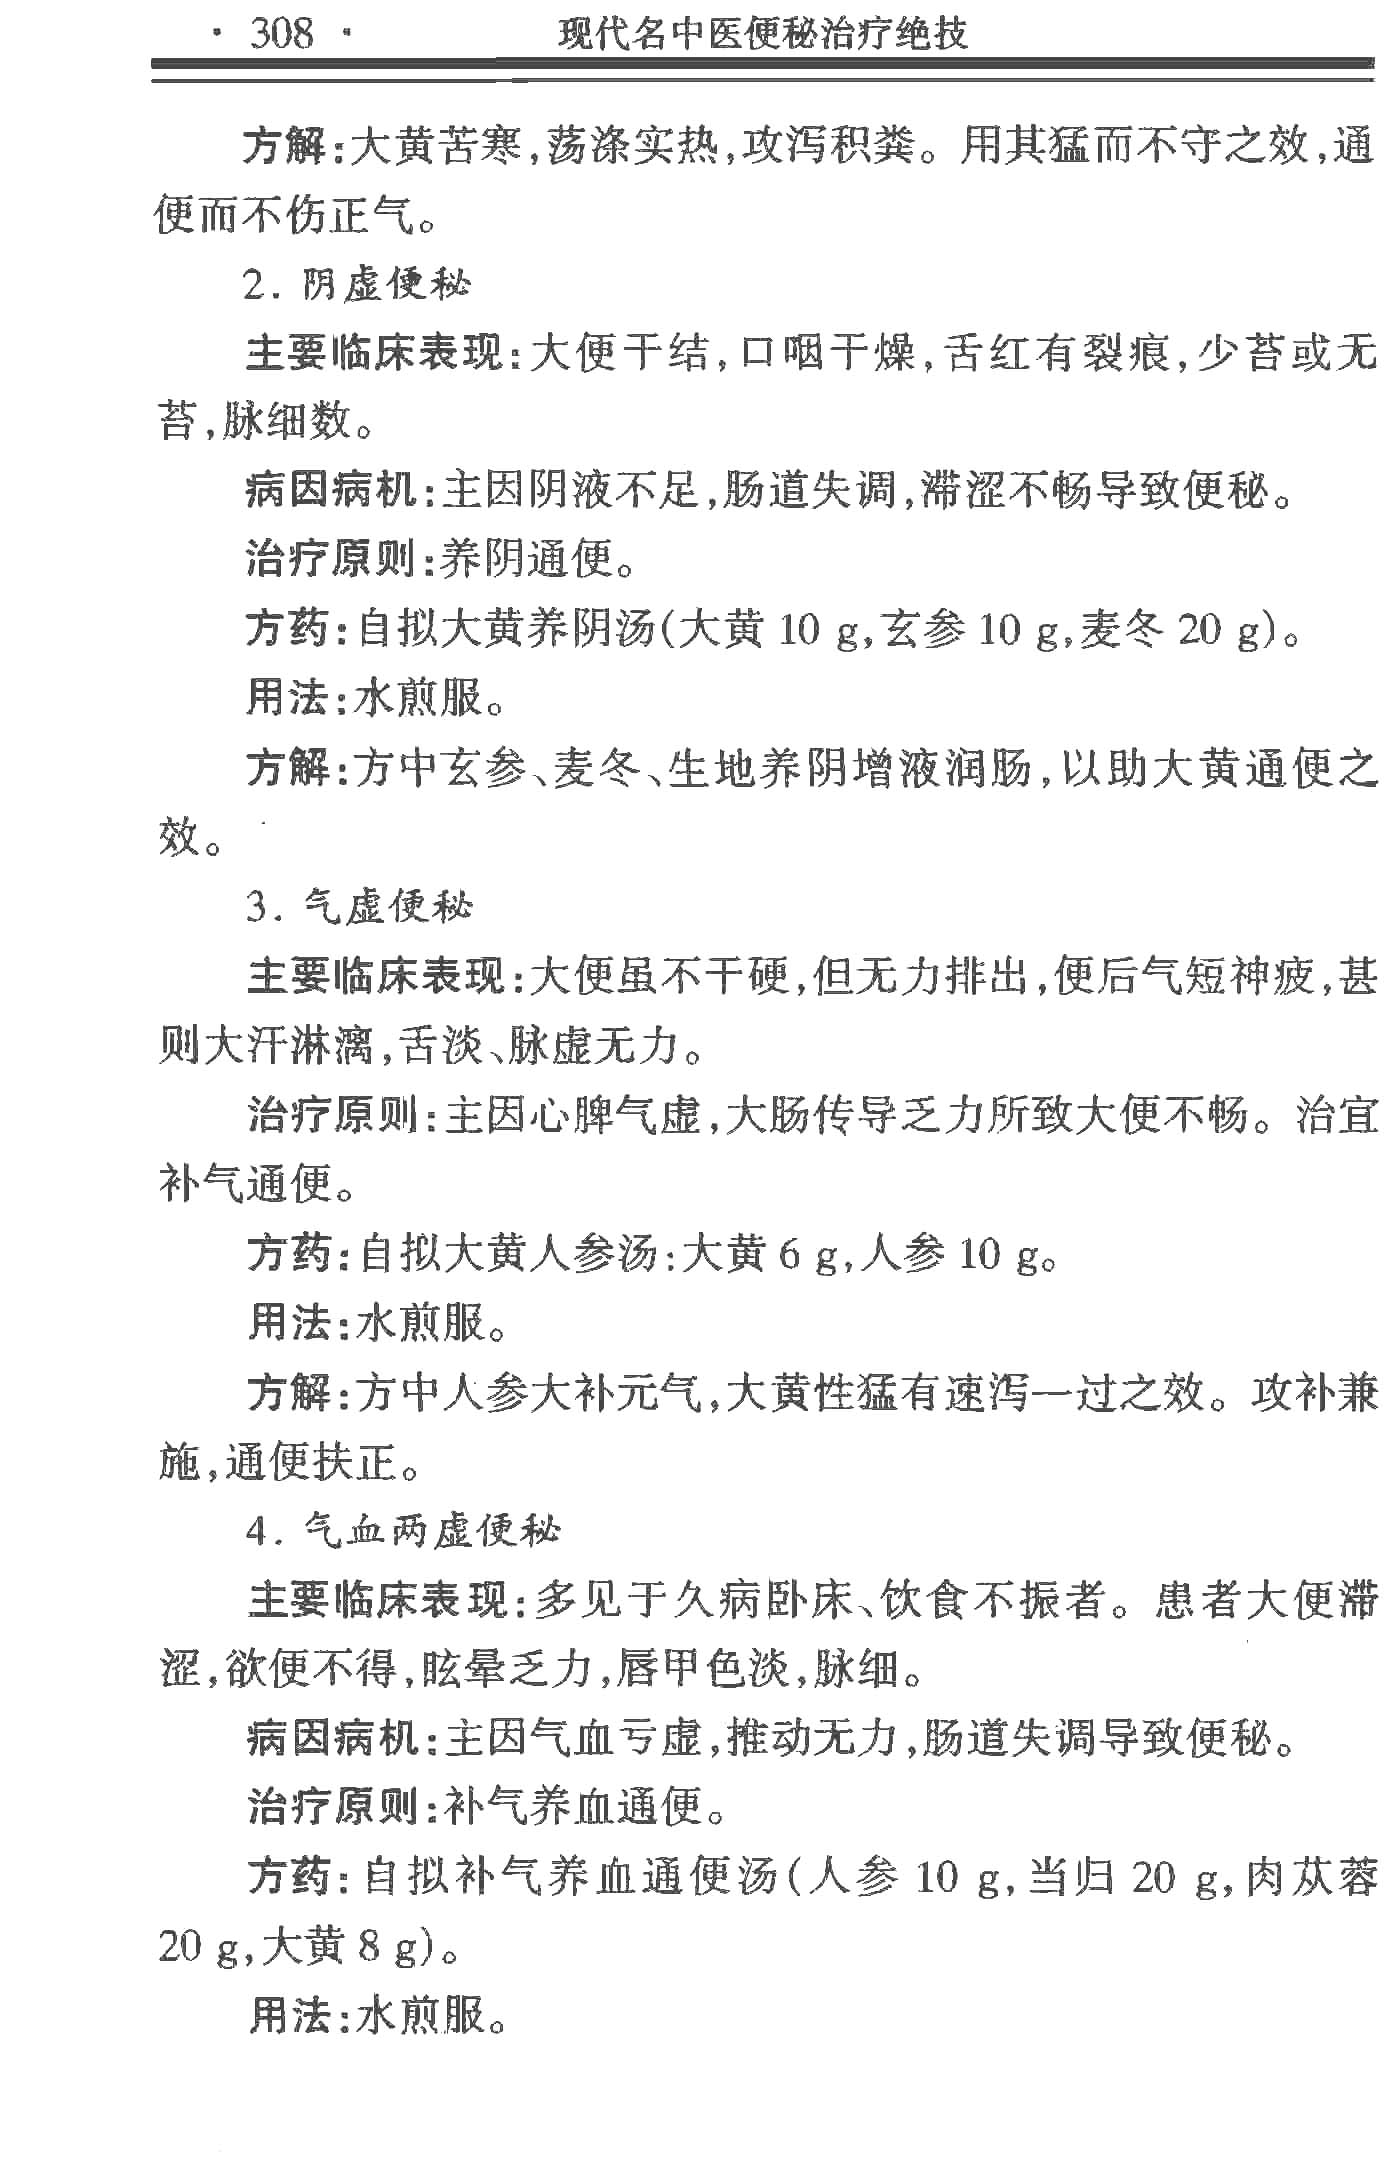 · 308 · 现代名中医便秘治疗绝技
方解:大黄苦寒,荡涤实热,攻泻积粪。用其猛而不守之效,通
便而不伤正气。
2. 阴虚便秘
主要临床表现:大便干结,口咽干燥,舌红有裂痕,少苔或无
苔,脉细数。
病因病机:主因阴液不足,肠道失调,滞涩不畅导致便秘。
治疗原则:养阴通便。
方药:自拟大黄养阴汤(大黄 10 g,玄参 10 g,麦冬 20 g)。
用法:水煎服。
方解:方中玄参、麦冬、生地养阴增液润肠,以助大黄通便之
效。
3. 气虚便秘
主要临床表现:大便虽不干硬,但无力排出,便后气短神疲,甚
则大汗淋漓,舌淡、脉虚无力。
治疗原则:主因心脾气虚,大肠传导乏力所致大便不畅。治宜
补气通便。
方药:自拟大黄人参汤:大黄 6 g,人参 10 g。
用法:水煎服。
方解:方中人参大补元气,大黄性猛有速泻一过之效。攻补兼
施,通便扶正。
4. 气血两虚便秘
主要临床表现:多见于久病卧床、饮食不振者。患者大便滞
涩,欲便不得,眩晕乏力,唇甲色淡,脉细。
病因病机:主因气血亏虚,推动无力,肠道失调导致便秘。
治疗原则:补气养血通便。
方药:自拟补气养血通便汤(人参 10 g,当归 20 g,肉苁蓉
20 g,大黄 8 g)。
用法:水煎服。